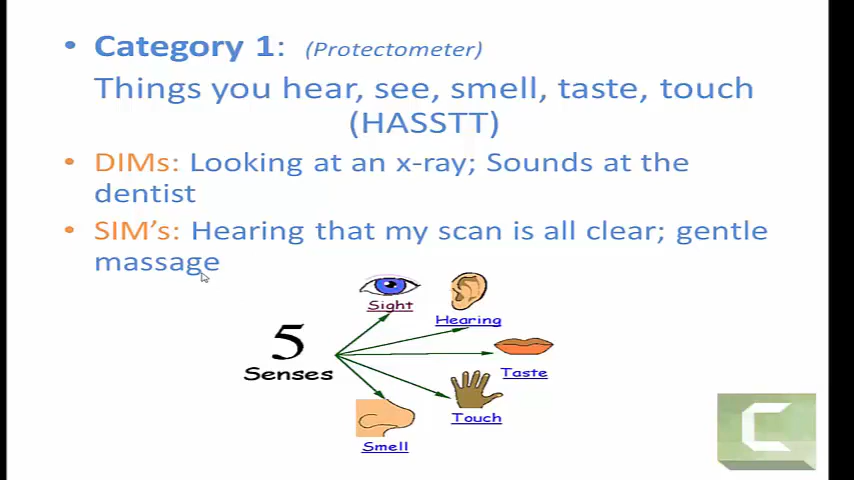 • Category 1: (Protectometer)
Things you hear, see, smell, taste, touch
(HASSTT)
• DIMs: Looking at an x-ray; Sounds at the
dentist
• SIM's: Hearing that my scan is all clear; gentle
massage
Sight
Hearing
5
Senses
Taste
Touch
Smell
C